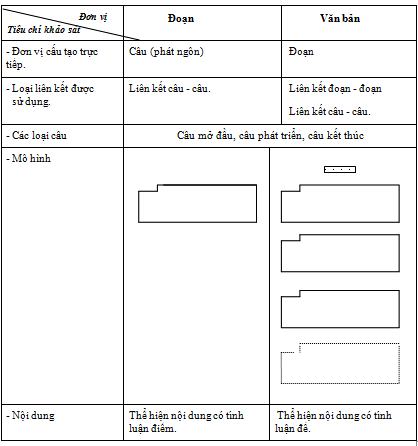 Đơn vị
Tiêu chí khảo sát
Đoạn
Văn bản
- Đơn vị cấu tạo trực
tiếp.
Câu (phát ngôn)
Đoạn
- Loại liên kết được
sử dụng.
Liên kết câu - câu.
Liên kết đoạn - đoạn
Liên kết câu - câu.
- Các loại câu
Câu mở đầu, câu phát triển, câu kết thúc
- Mô hình
- Nội dung
Thể hiện nội dung có tính
luận điểm.
Thể hiện nội dung có tính
luận đề.